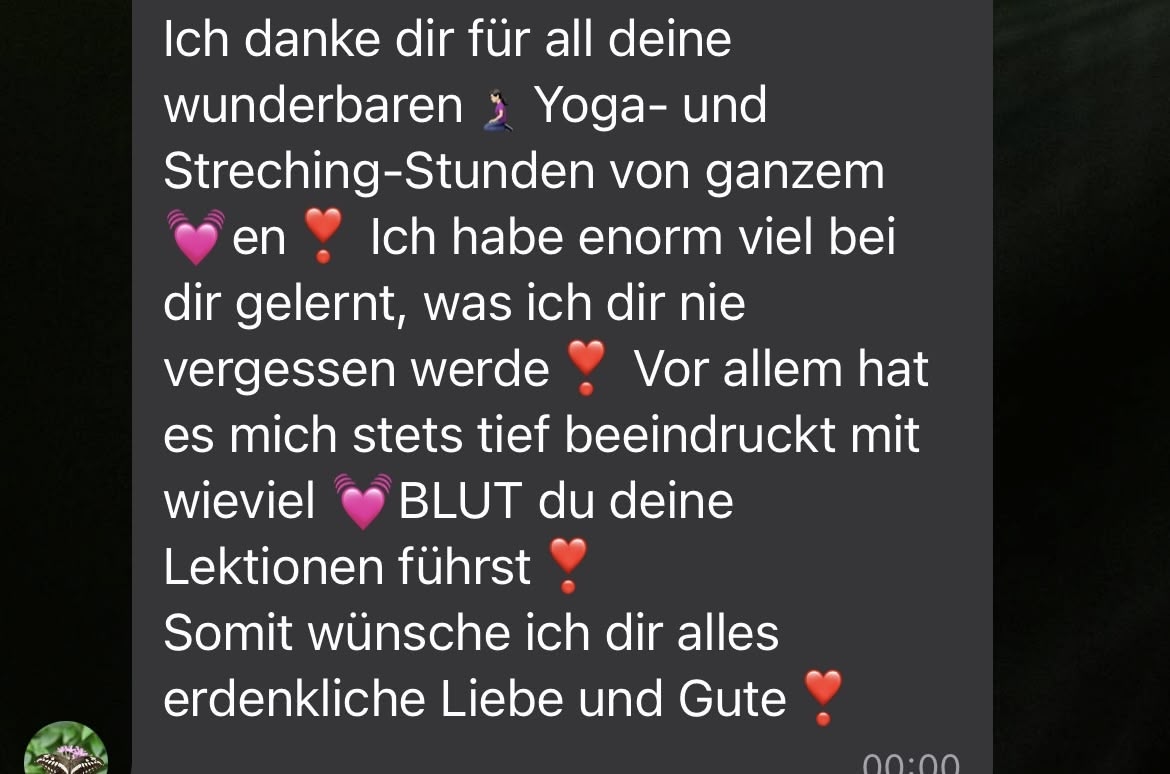 Ich danke dir für all deine
wunderbaren 🧎🏻‍♀️ Yoga- und
Streching-Stunden von ganzem
💓en❣️ Ich habe enorm viel bei
dir gelernt, was ich dir nie
vergessen werde❣️ Vor allem hat
es mich stets tief beeindruckt mit
wieviel 💓BLUT du deine
Lektionen führst❣️
Somit wünsche ich dir alles
erdenkliche Liebe und Gute❣️
00:00